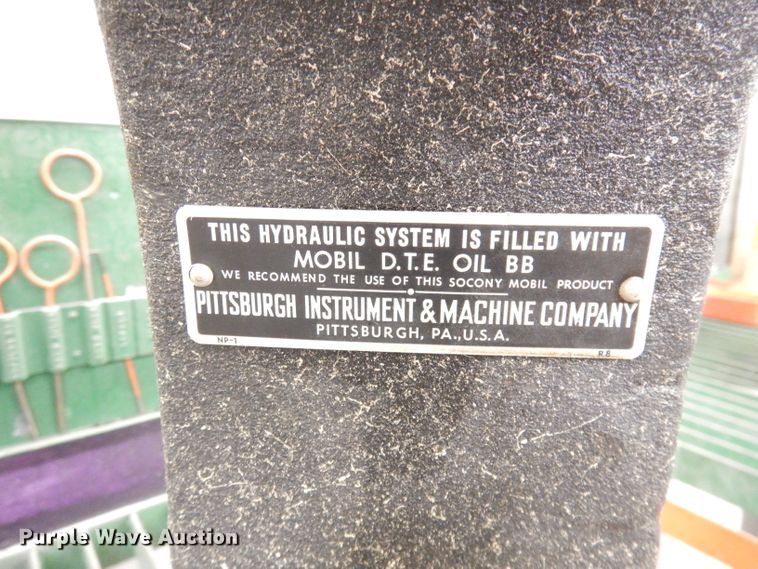 THIS HYDRAULIC SYSTEM IS FILLED WITH
MOBIL D.T.E. OIL BB
WE RECOMMEND THE USE OF THIS SOCONY MOBIL PRODUCT
PITTSBURGH INSTRUMENT & MACHINE COMPANY
PITTSBURGH, PA., U.S.A.
NP-1 R8
Purple Wave Auction